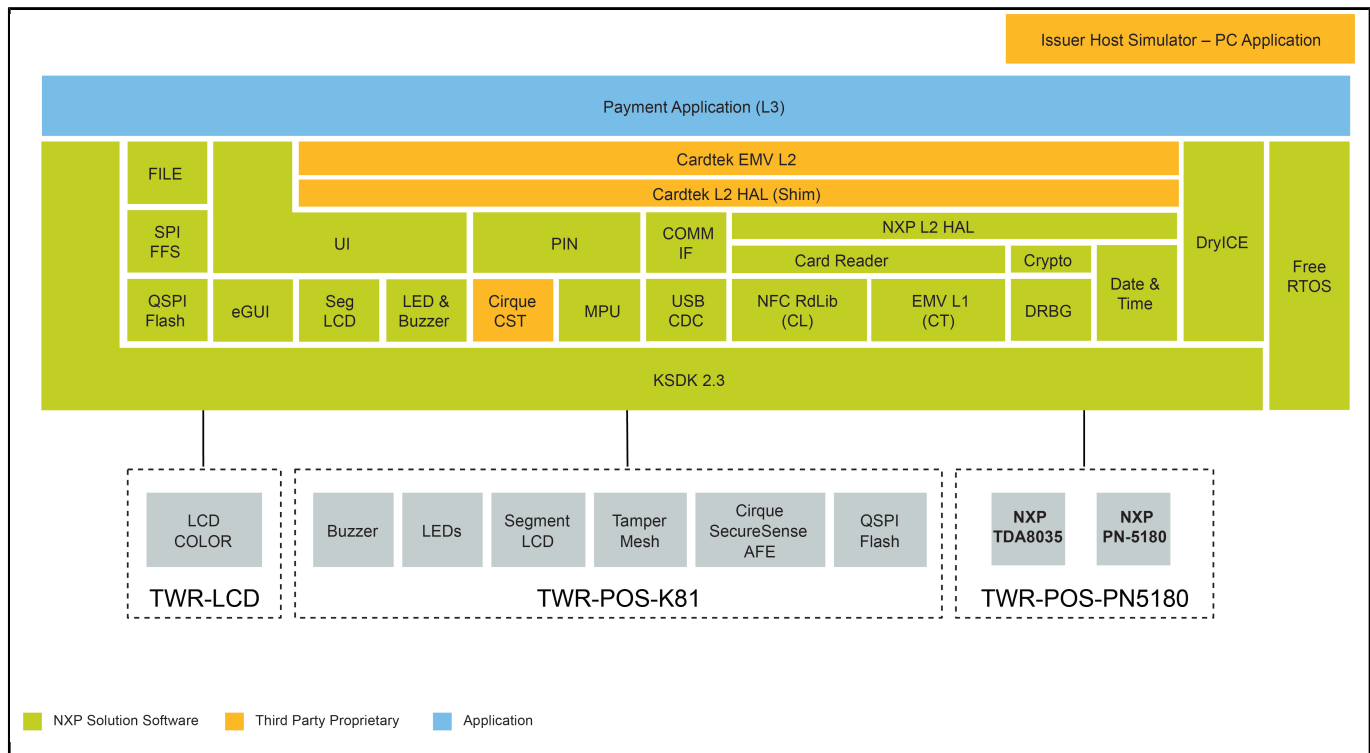 Issuer Host Simulator – PC Application
Payment Application (L3)
FILE
Cardtek EMV L2
Cardtek L2 HAL (Shim)
SPI
FFS
UI
PIN
COMM
IF
NXP L2 HAL
Card Reader
Crypto
Date &
Time
DryICE
Free
RTOS
QSPI
Flash
eGUI
Seg
LCD
LED &
Buzzer
Cirque
CST
MPU
USB
CDC
NFC RdLib
(CL)
EMV L1
(CT)
DRBG
KSDK 2.3
LCD
COLOR
TWR-LCD
Buzzer
LEDs
Segment
LCD
Tamper
Mesh
Cirque
SecureSense
AFE
QSPI
Flash
TWR-POS-K81
NXP
TDA8035
NXP
PN-5180
TWR-POS-PN5180
NXP Solution Software
Third Party Proprietary
Application